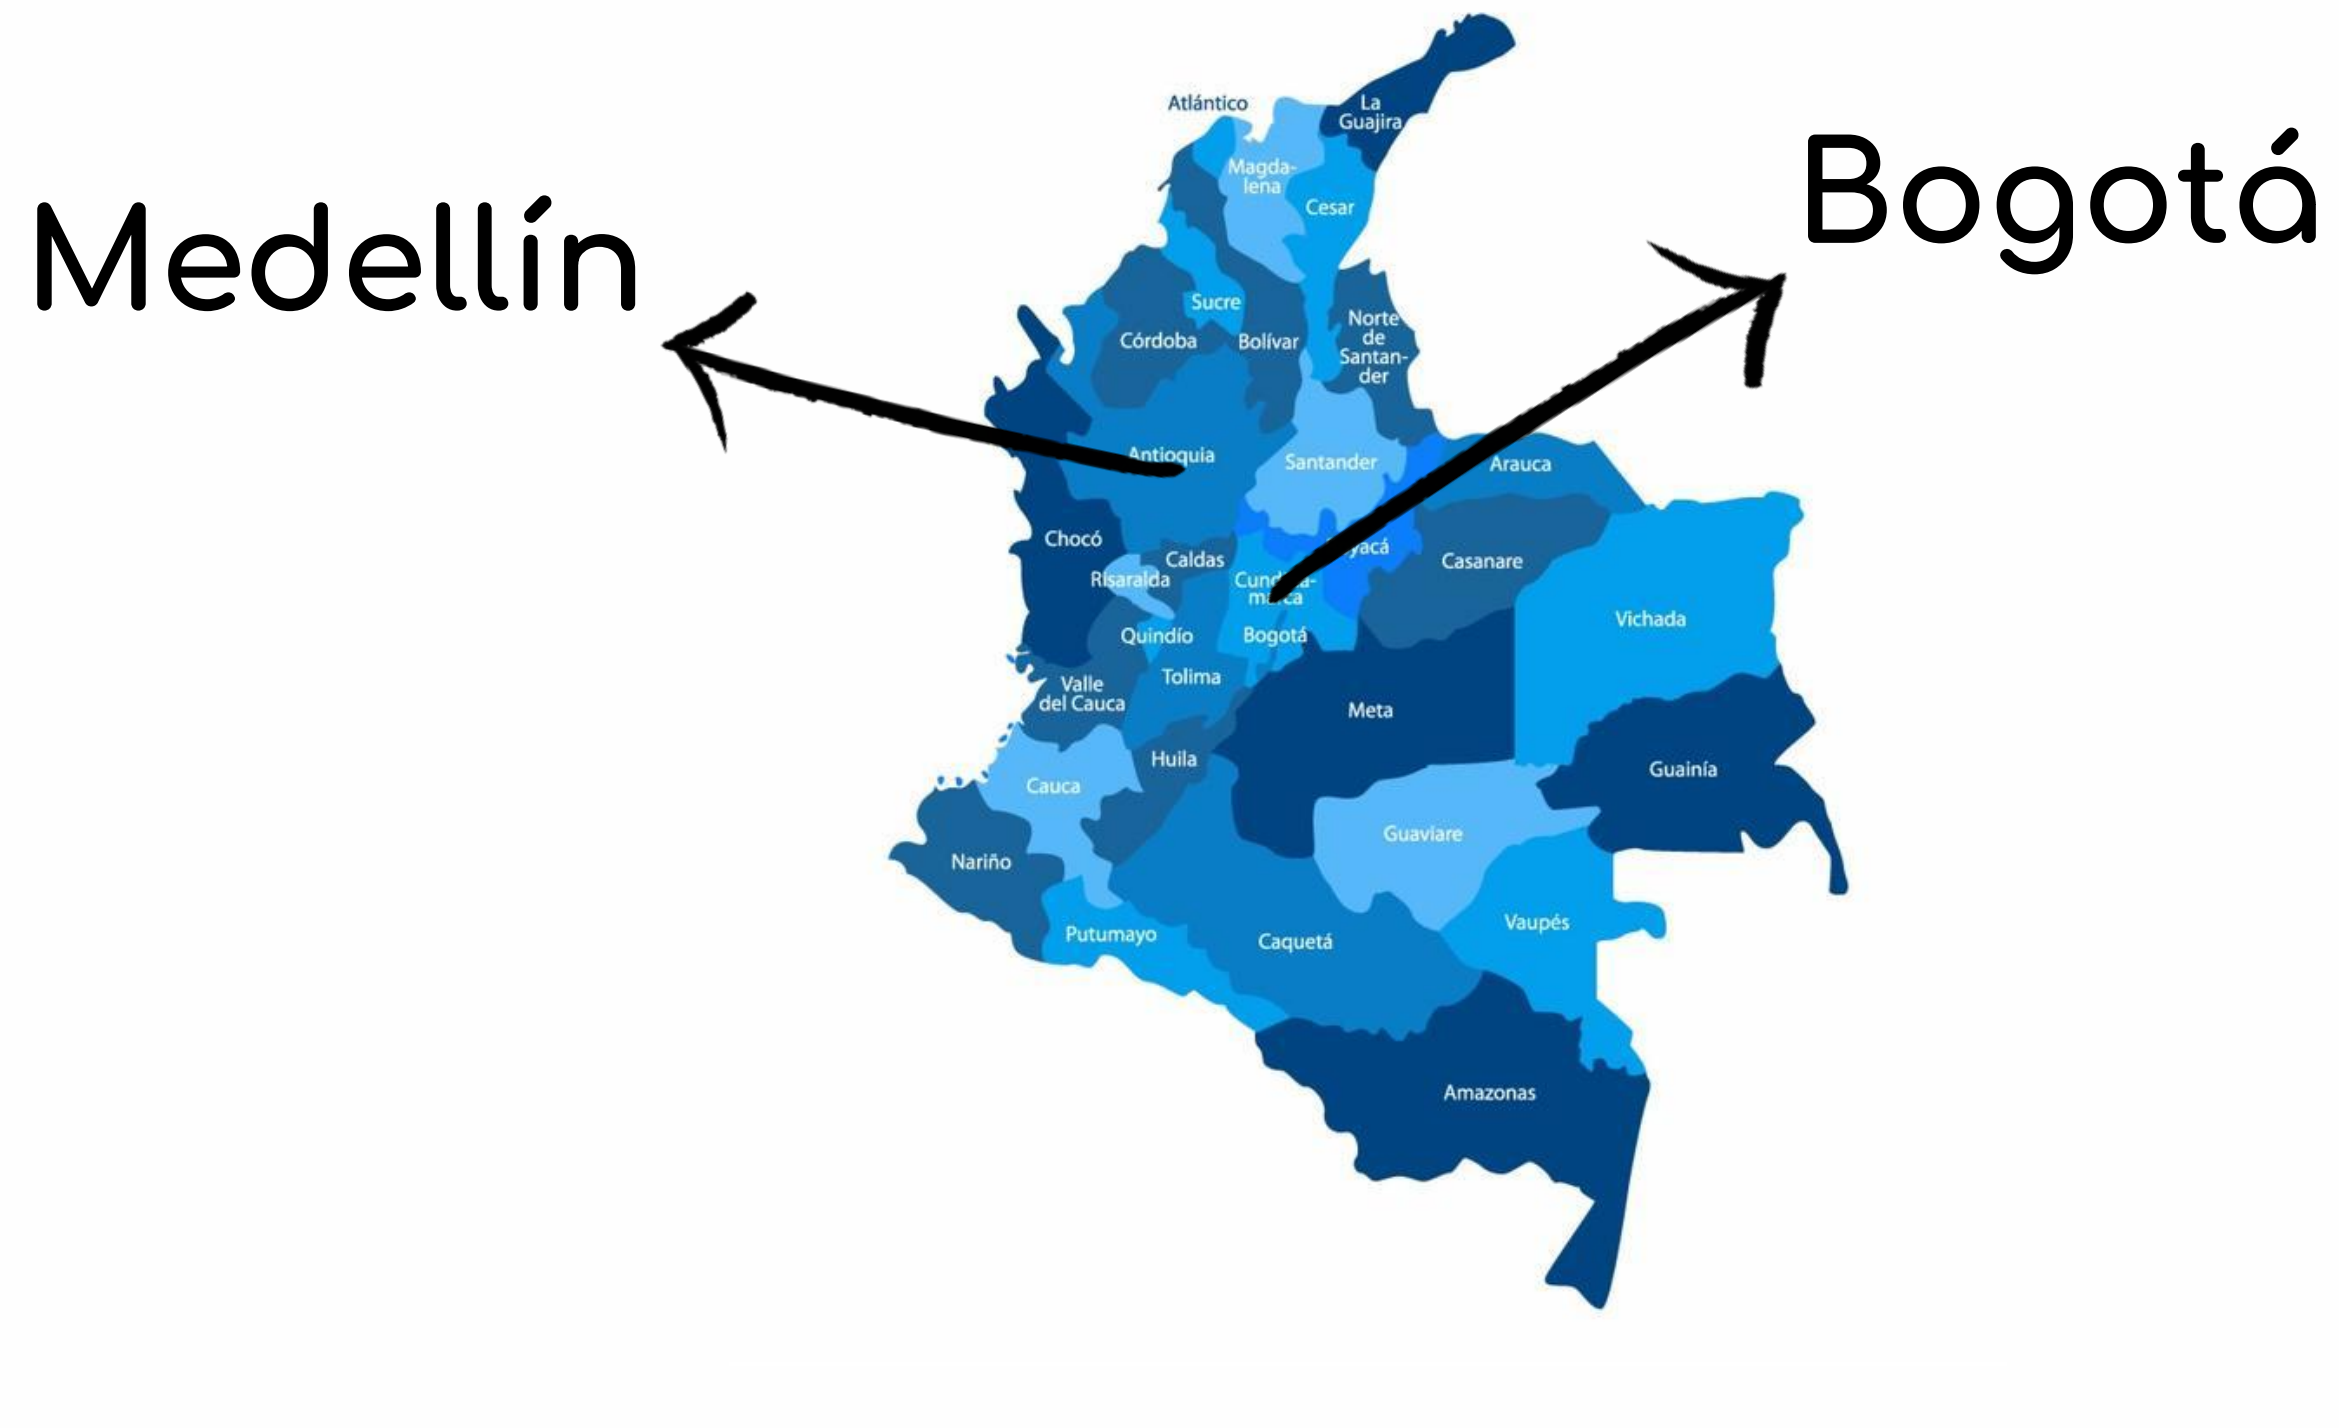 Atlántico
La
Guajira
Bogotá
Magda-
lena
Cesar
Medellín
Sucre
Norte
de
Santan-
der
Córdoba
Bolívar
Antioquia
Santander
Arauca
Chocó
Caldas
yacá
Casanare
Risaralda
marca
Vichada
Quindío
Bogotá
Tolima
Valle
del Cauca
Meta
Huila
Guainía
Cauca
Guaviare
Nariño
Vaupés
Putumayo
Caquetá
Amazonas